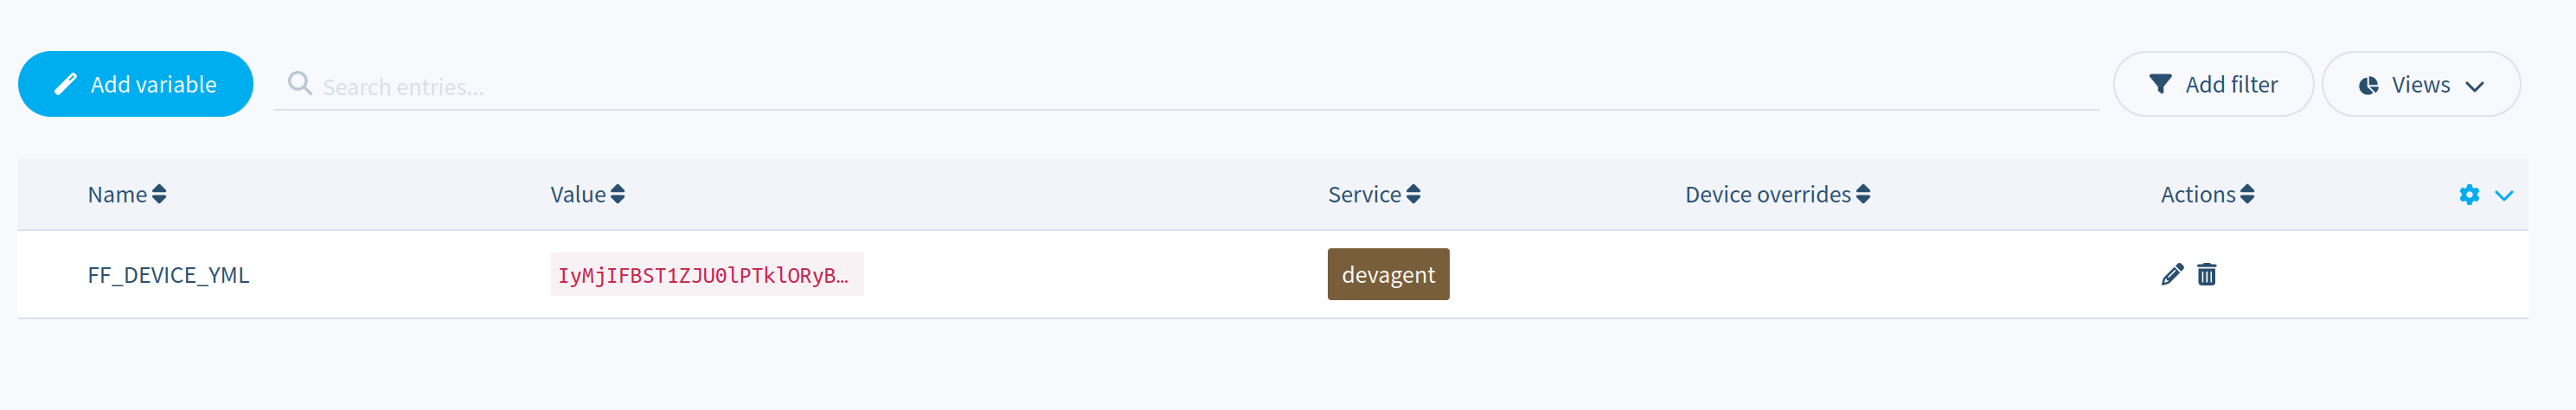 Add variable
Search entries...
Add filter
Views
Name
Value
Service
Device overrides
Actions
FF_DEVICE_YML
IyMjIFBST1ZJU0lPTklORyB…
devagent